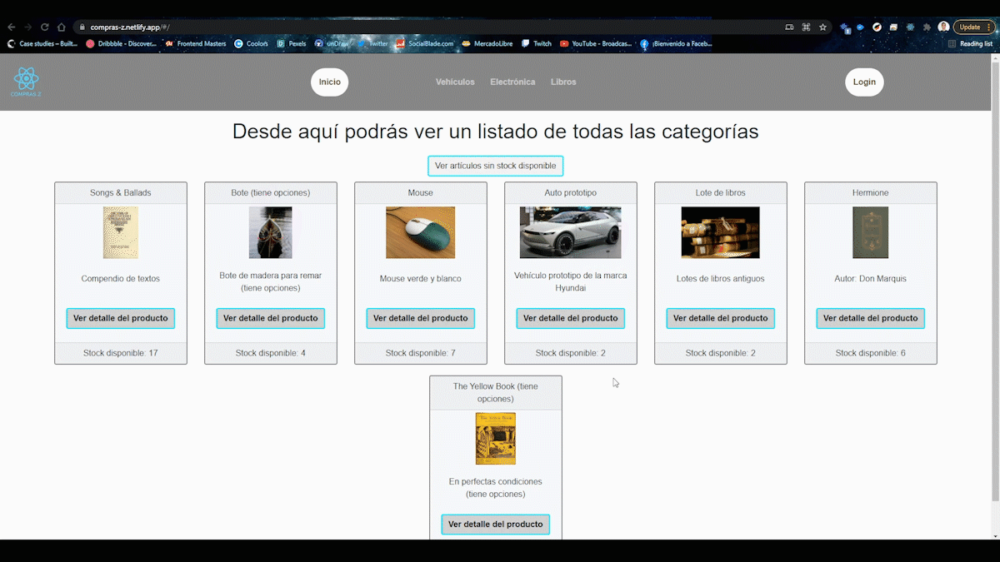 compras-z.netlify.app/#/
Update
Case studies – Built...
Dribbble - Discover...
Frontend Masters
Coolors
Pexels
unDraw
Twitter
SocialBlade.com
MercadoLibre
Twitch
YouTube - Broadcas...
¡Bienvenido a Faceb...
Reading list
COMPRAS Z
Inicio
Vehículos
Electrónica
Libros
Login
Desde aquí podrás ver un listado de todas las categorías
Ver artículos sin stock disponible
Songs & Ballads
Compendio de textos
Ver detalle del producto
Stock disponible: 17
Bote (tiene opciones)
Bote de madera para remar
(tiene opciones)
Ver detalle del producto
Stock disponible: 4
Mouse
Mouse verde y blanco
Ver detalle del producto
Stock disponible: 7
Auto prototipo
Vehículo prototipo de la marca
Hyundai
Ver detalle del producto
Stock disponible: 2
Lote de libros
Lotes de libros antiguos
Ver detalle del producto
Stock disponible: 2
Hermione
Autor: Don Marquis
Ver detalle del producto
Stock disponible: 6
The Yellow Book (tiene
opciones)
The Yellow Book
En perfectas condiciones
(tiene opciones)
Ver detalle del producto